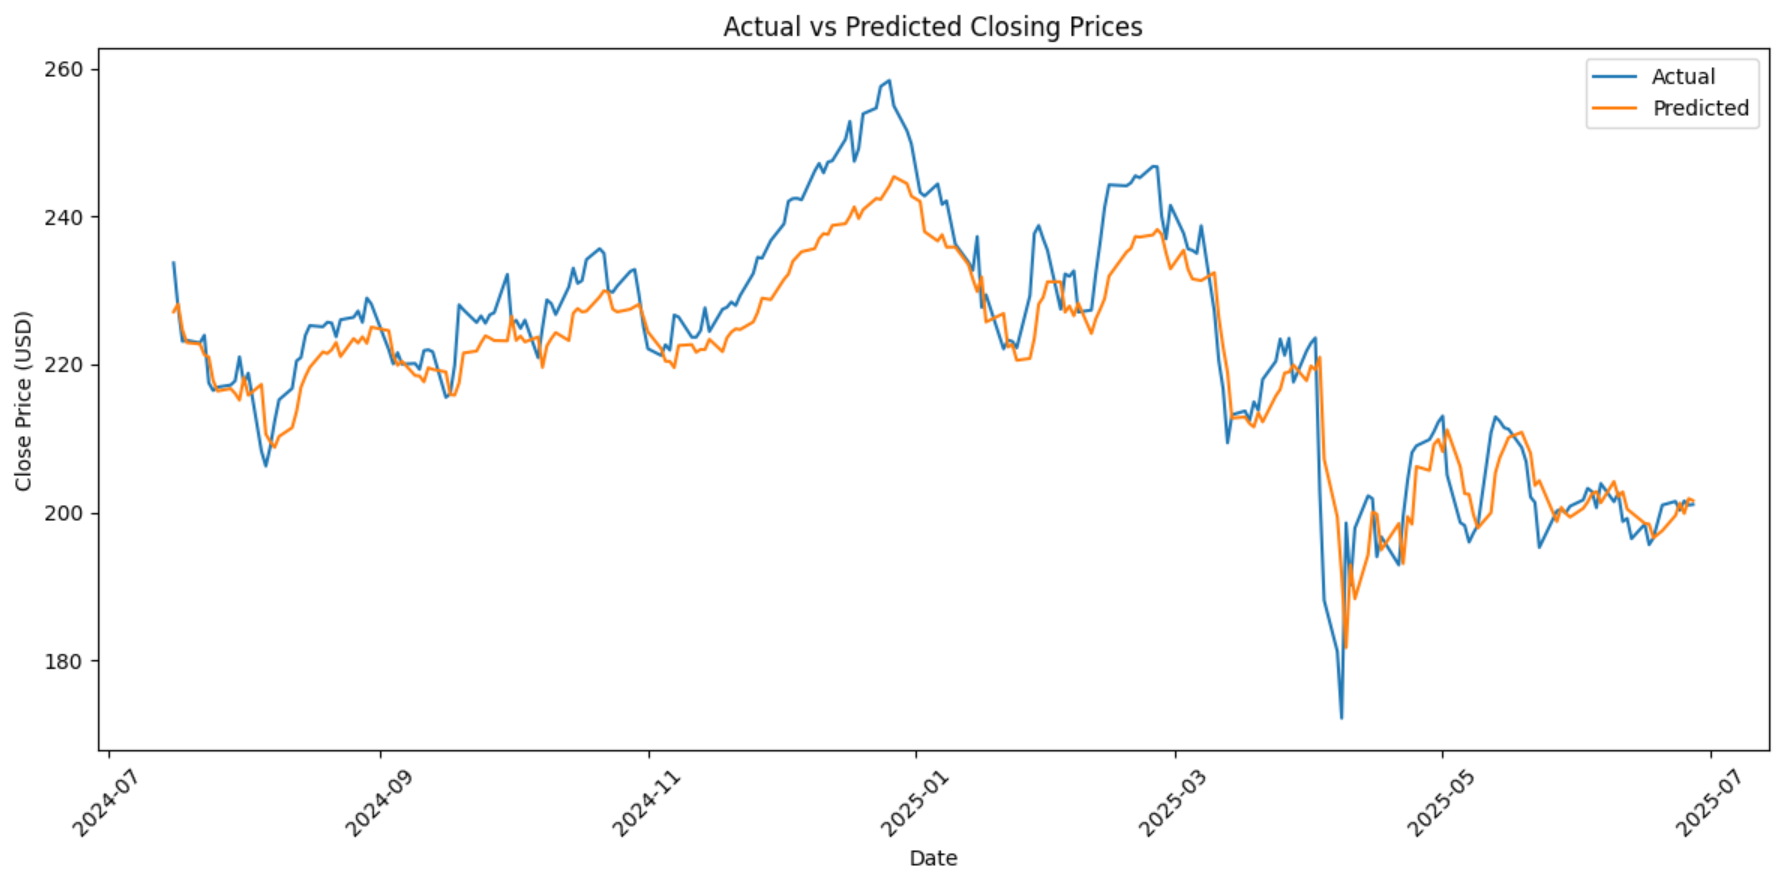 Actual vs Predicted Closing Prices
Actual
Predicted
Close Price (USD)
260
240
220
200
180
2024-07
2024-09
2024-11
2025-01
2025-03
2025-05
2025-07
Date